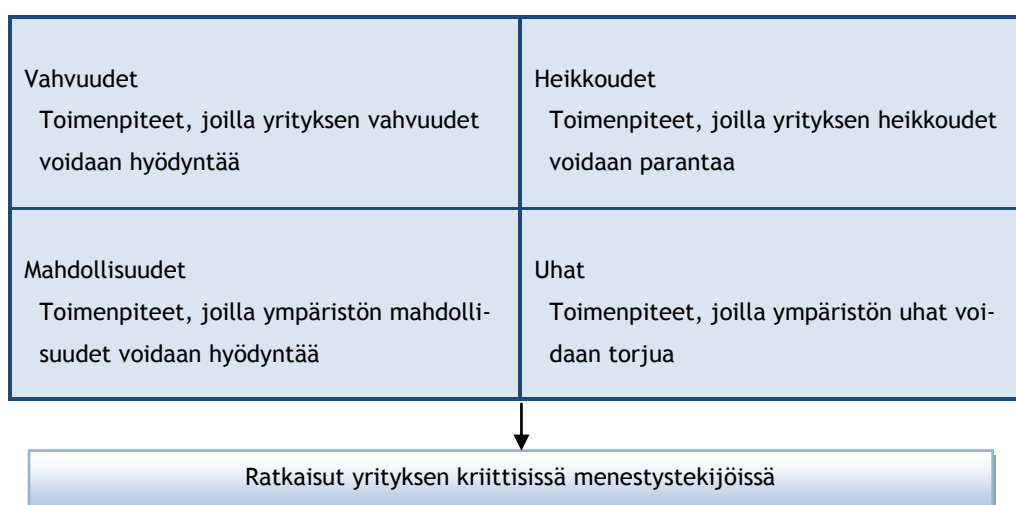 Vahvuudet
Toimenpiteet, joilla yrityksen vahvuudet
voidaan hyödyntää
Heikkoudet
Toimenpiteet, joilla yrityksen heikkoudet
voidaan parantaa
Mahdollisuudet
Toimenpiteet, joilla ympäristön mahdolli-
suudet voidaan hyödyntää
Uhat
Toimenpiteet, joilla ympäristön uhat voi-
daan torjua
Ratkaisut yrityksen kriittisissä menestystekijöissä